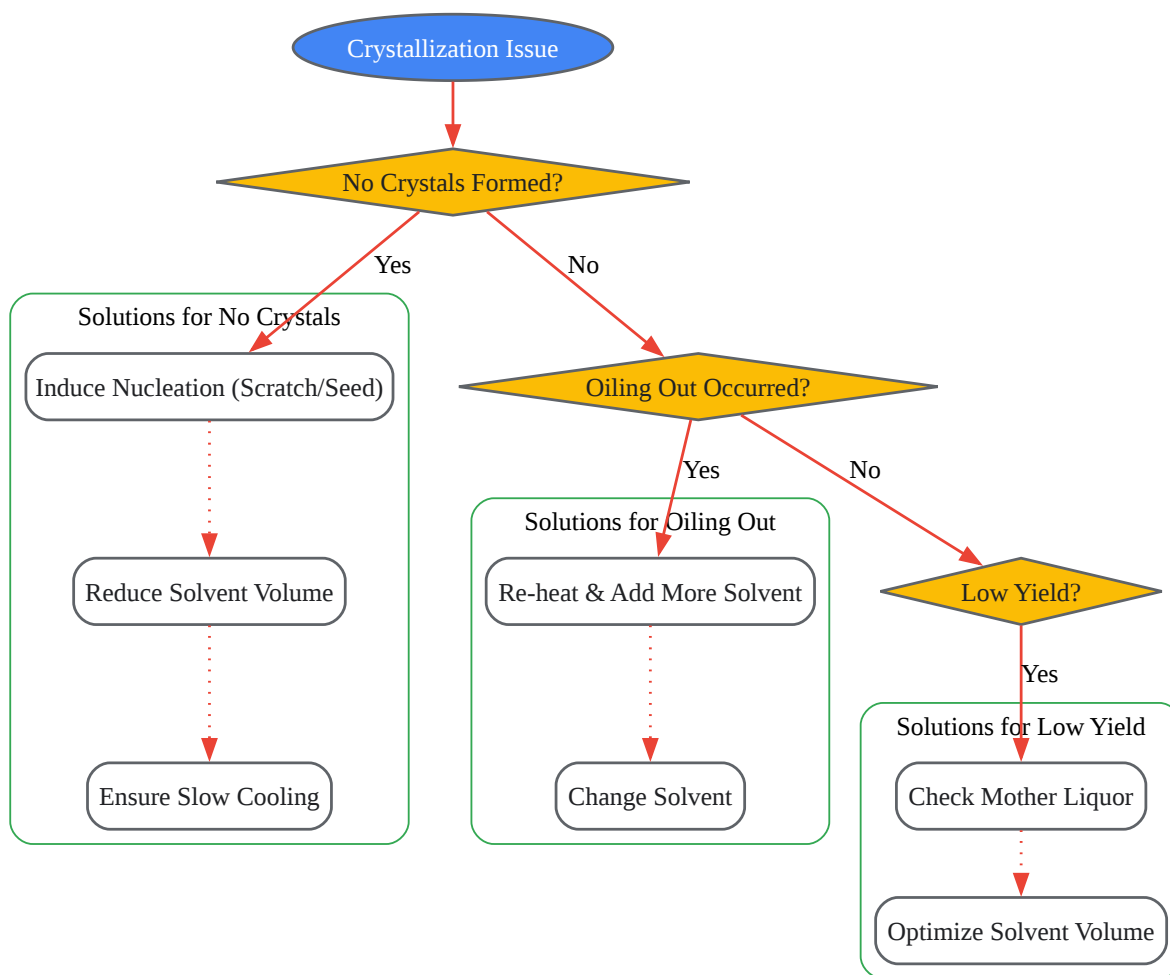 Crystallization Issue
No Crystals Formed?
Yes
No
Solutions for No Crystals
Induce Nucleation (Scratch/Seed)
Reduce Solvent Volume
Ensure Slow Cooling
Oiling Out Occurred?
Yes
No
Solutions for Oiling Out
Re-heat & Add More Solvent
Change Solvent
Low Yield?
Yes
Solutions for Low Yield
Check Mother Liquor
Optimize Solvent Volume